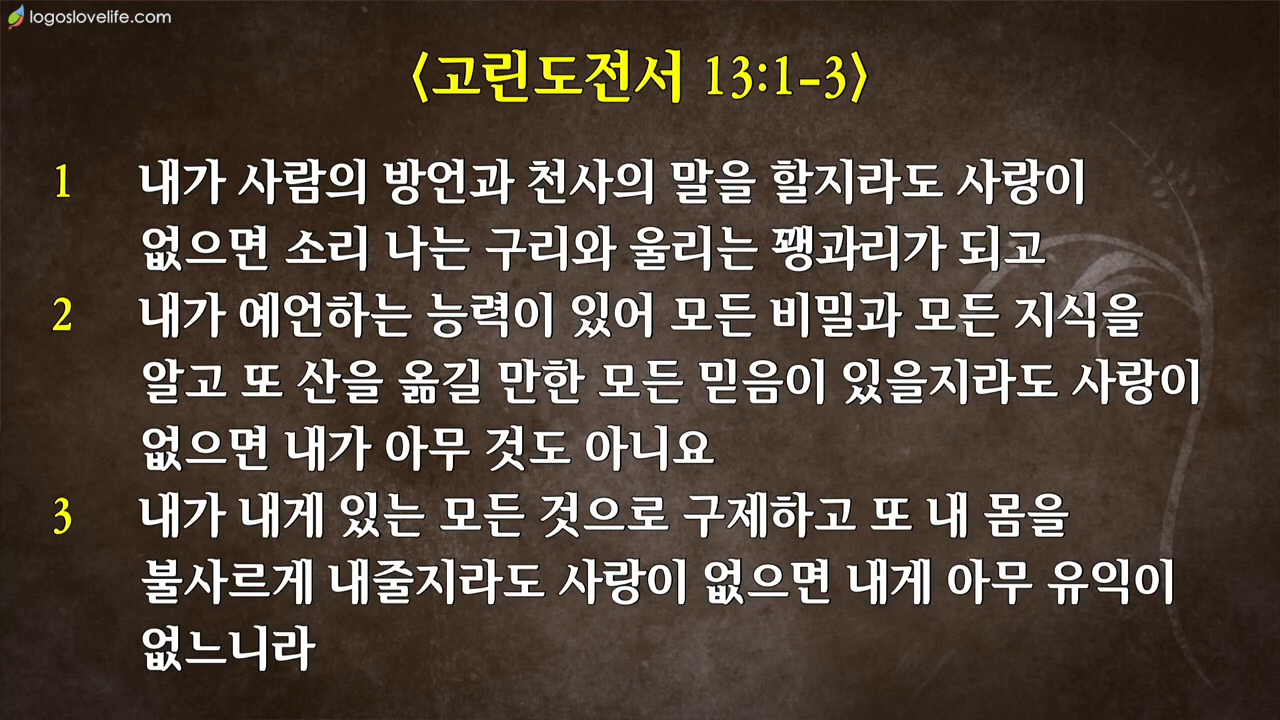 logoslovelife.com
<고린도전서 13:1-3>
1 내가 사람의 방언과 천사의 말을 할지라도 사랑이
없으면 소리 나는 구리와 울리는 꽹과리가 되고
2 내가 예언하는 능력이 있어 모든 비밀과 모든 지식을
알고 또 산을 옮길 만한 모든 믿음이 있을지라도 사랑이
없으면 내가 아무 것도 아니요
3 내가 내게 있는 모든 것으로 구제하고 또 내 몸을
불사르게 내줄지라도 사랑이 없으면 내게 아무 유익이
없느니라